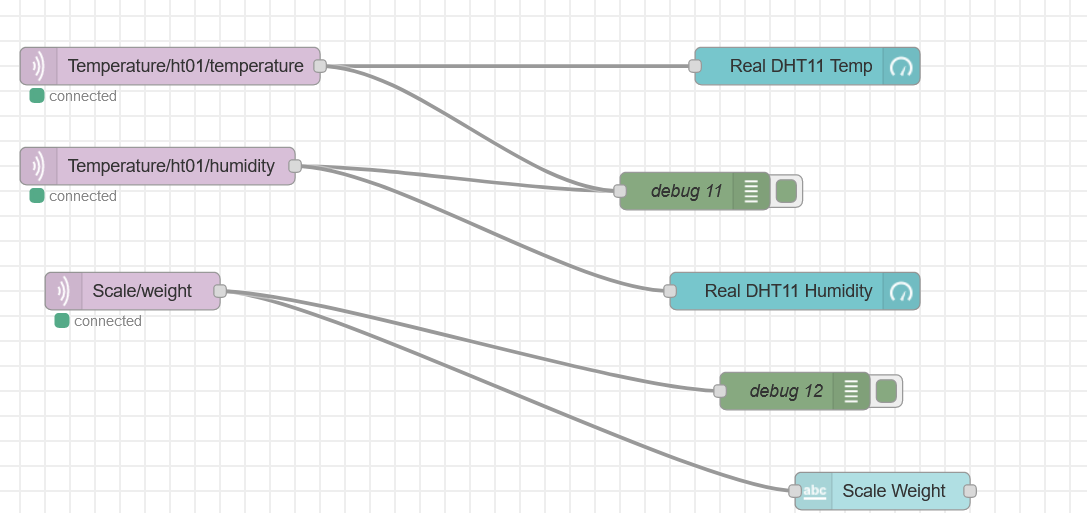 Temperature/ht01/temperature
Real DHT11 Temp
connected
Temperature/ht01/humidity
connected
debug 11
Scale/weight
Real DHT11 Humidity
connected
debug 12
abc
Scale Weight